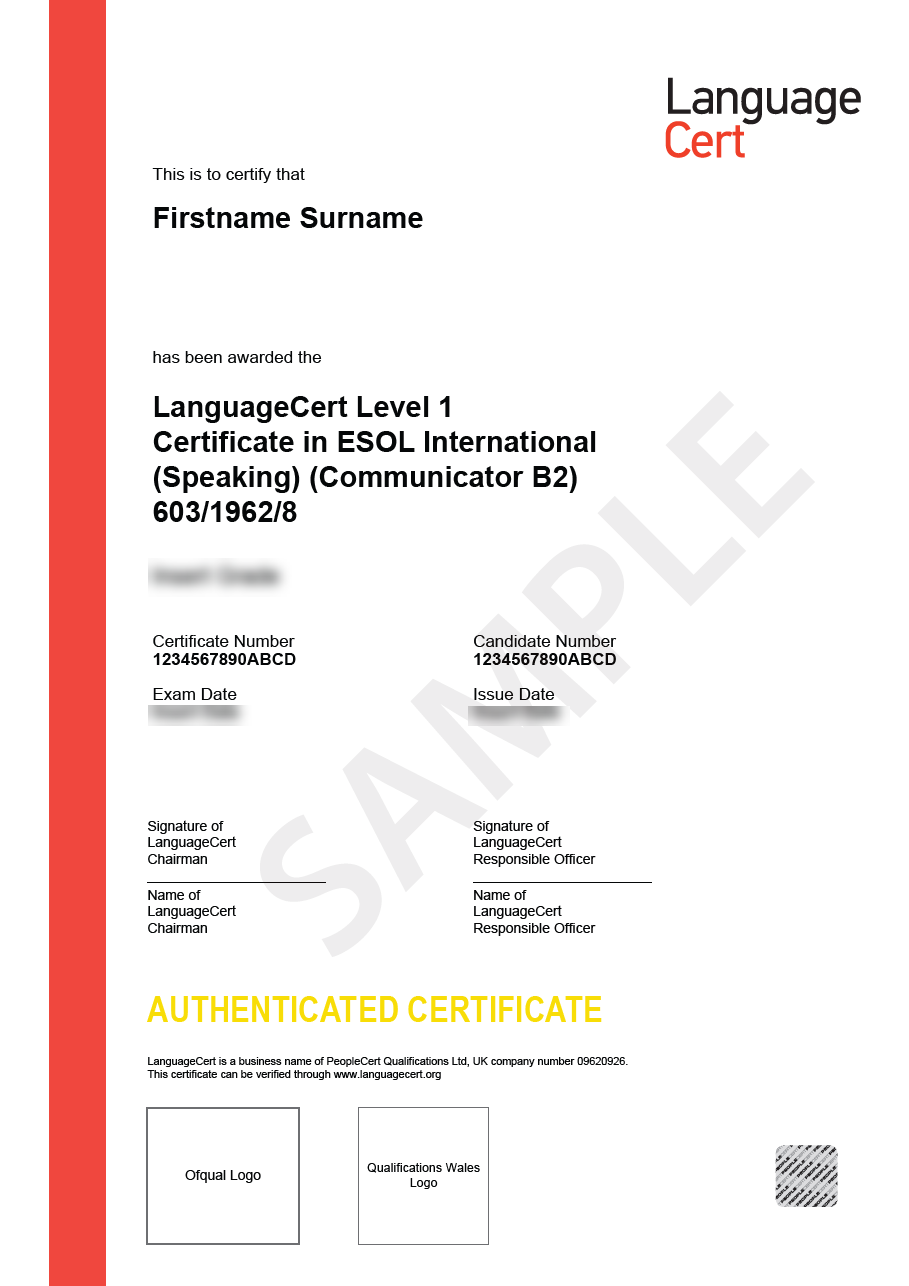 Language
Cert
This is to certify that
Firstname Surname
has been awarded the
LanguageCert Level 1
Certificate in ESOL International
(Speaking) (Communicator B2)
603/1962/8
Certificate Number
1234567890ABCD
Candidate Number
1234567890ABCD
Exam Date
Issue Date
SAMPLE
Signature of
LanguageCert
Chairman
Signature of
LanguageCert
Responsible Officer
Name of
LanguageCert
Chairman
Name of
LanguageCert
Responsible Officer
AUTHENTICATED CERTIFICATE
LanguageCert is a business name of PeopleCert Qualifications Ltd, UK company number 09620926.
This certificate can be verified through www.languagecert.org
Ofqual Logo
Qualifications Wales
Logo